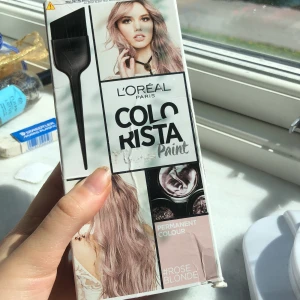 L'ORÉAL
PARIS
COLO
RISTA
Paint
PERMANENT
COLOUR
#ROSE
BLONDE